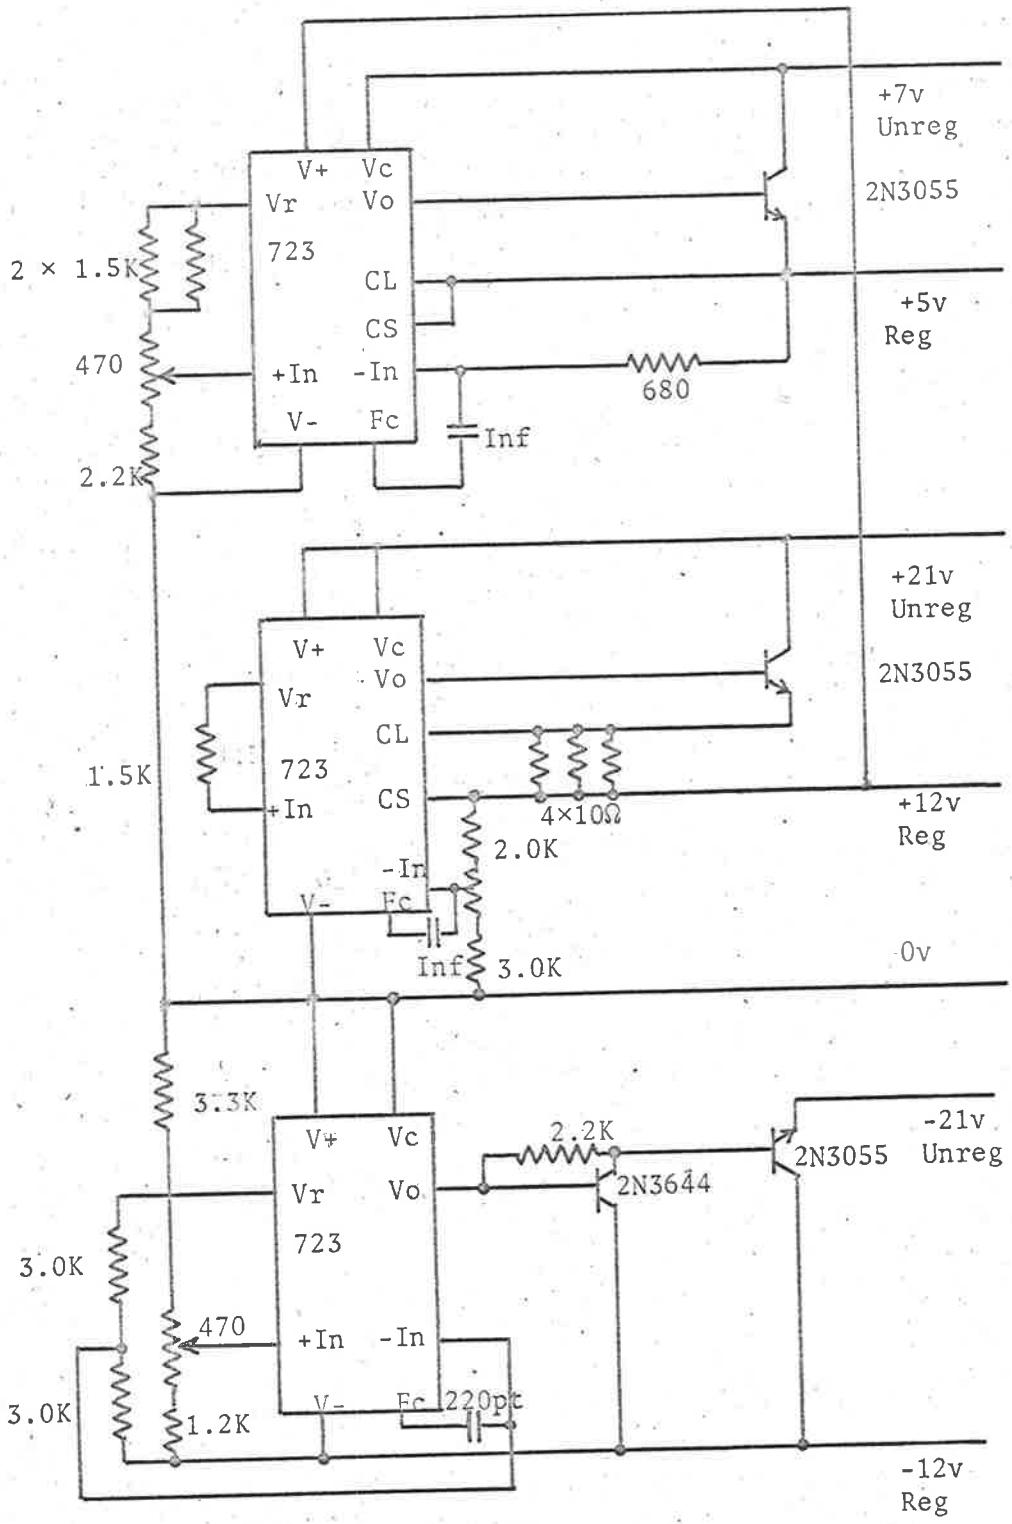 +7v
Unreg
V+ Vc
Vr Vo
2N3055
723
2 × 1.5K
CL
+5v
CS
Reg
470
+In -In
680
V- Fc
Inf
2.2K
+21v
Unreg
V+ Vc
Vo
2N3055
Vr
CL
1.5K
723
CS
+In
4×10Ω
+12v
Reg
2.0K
-In
V- Fc
Inf
3.0K
0v
3.3K
V+ Vc
2.2K
-21v
Unreg
2N3055
Vr Vo
2N3644
723
3.0K
470
+In -In
V- Fc
220pt
3.0K
1.2K
-12v
Reg